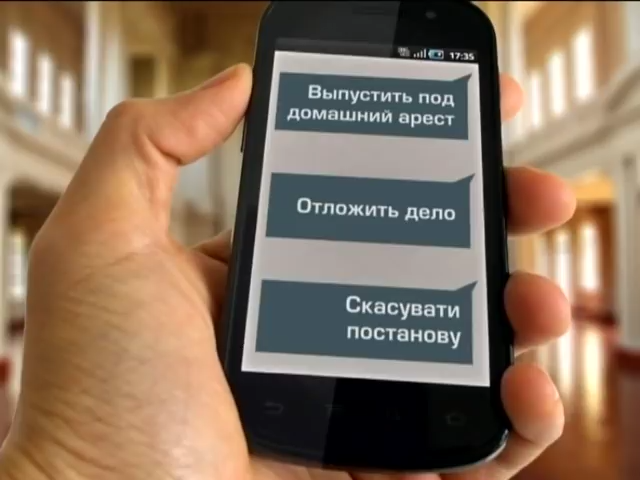 17:35
Выпустить под
домашний арест
Отложить дело
Скасувати
постанову